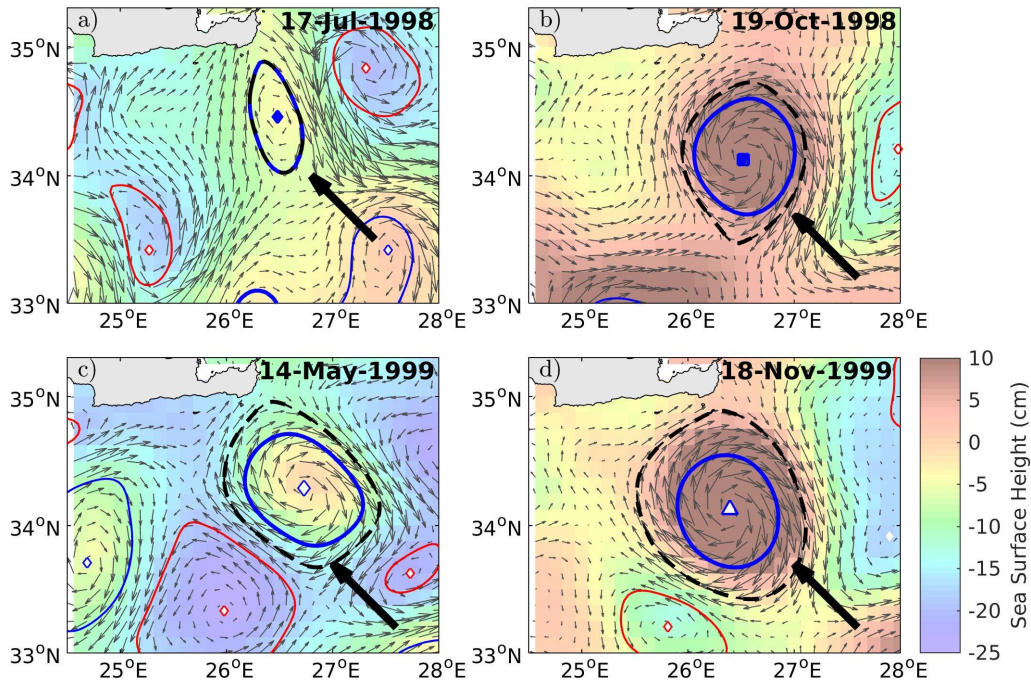 a) 17-Jul-1998
b) 19-Oct-1998
35°N
34°N
33°N
25°E 26°E 27°E 28°E
35°N
34°N
33°N
25°E 26°E 27°E 28°E
c) 14-May-1999
d) 18-Nov-1999
35°N
34°N
33°N
25°E 26°E 27°E 28°E
35°N
34°N
33°N
25°E 26°E 27°E 28°E
10
5
0
-5
-10
-15
-20
-25
Sea Surface Height (cm)